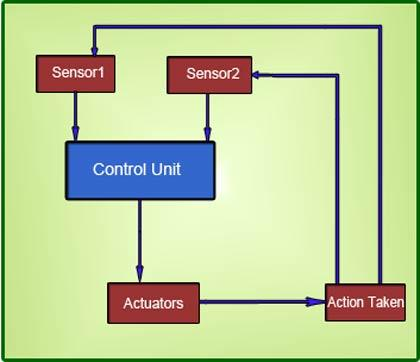 Sensor1
Sensor2
Control Unit
Actuators
Action Taken